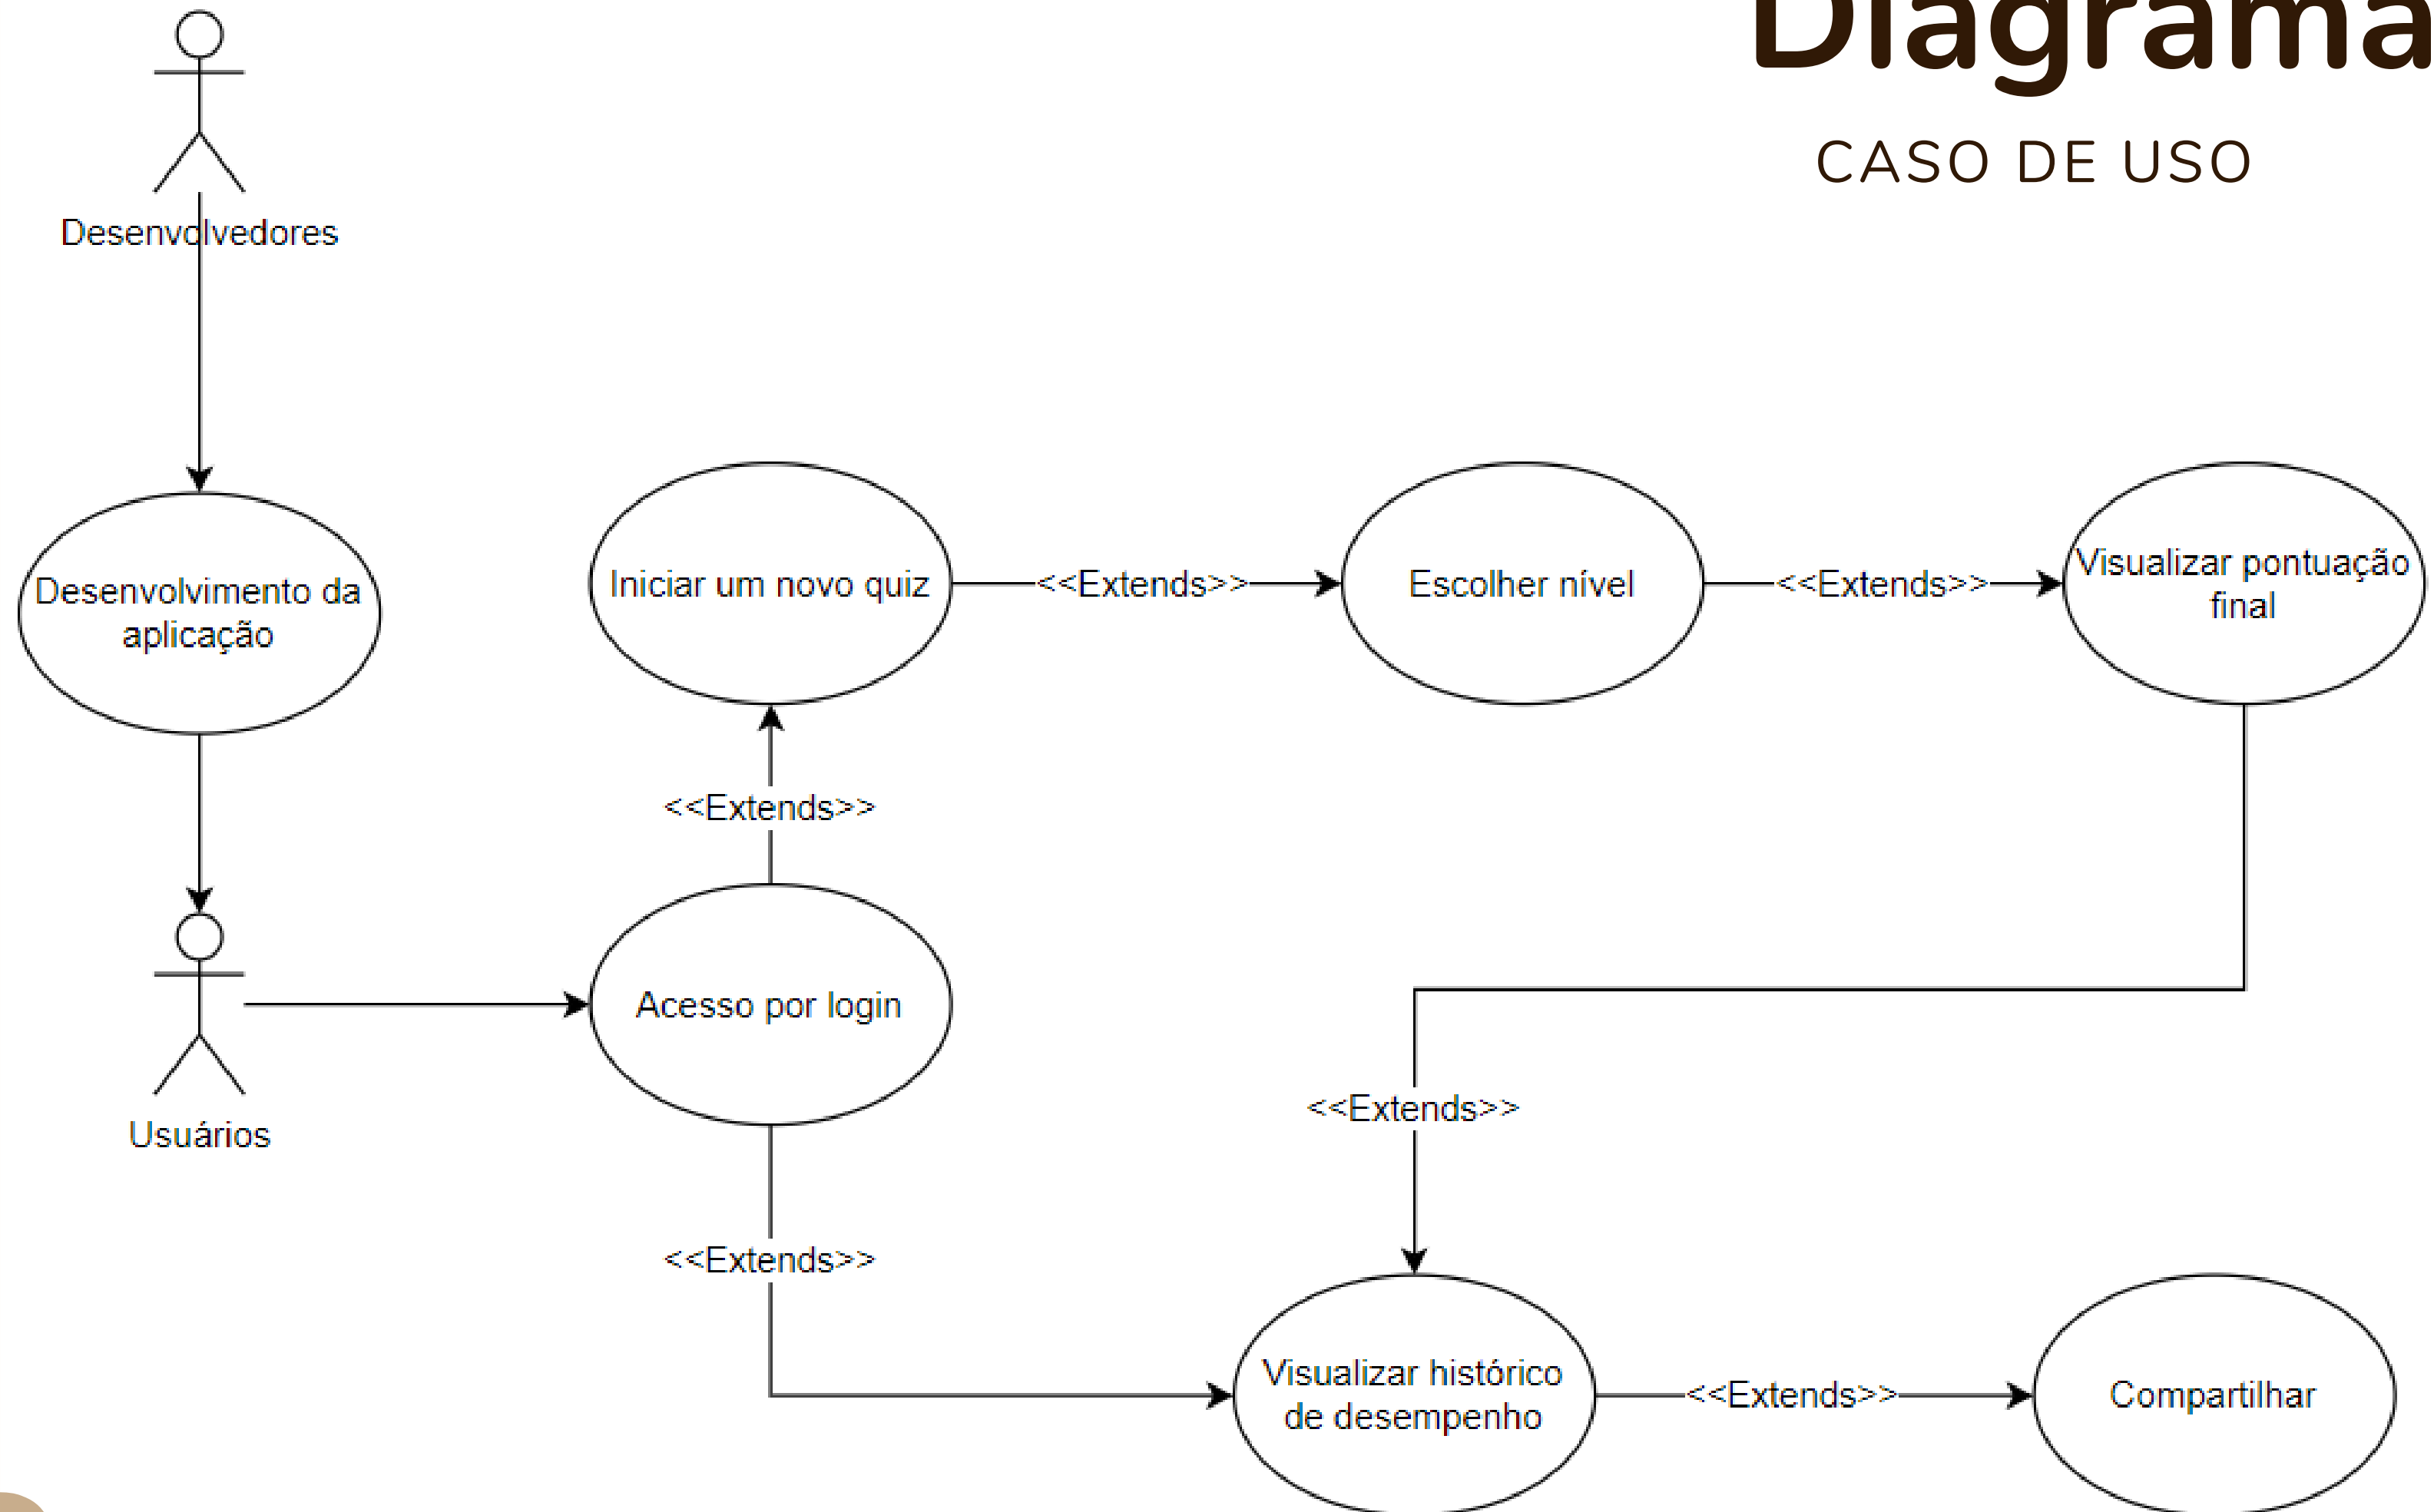 Diagrama
CASO DE USO
Desenvolvedores
Desenvolvimento da
aplicação
Iniciar um novo quiz
<<Extends>>
Escolher nível
<<Extends>>
Visualizar pontuação
final
<<Extends>>
Acesso por login
Usuários
<<Extends>>
<<Extends>>
Visualizar histórico
de desempenho
<<Extends>>
Compartilhar